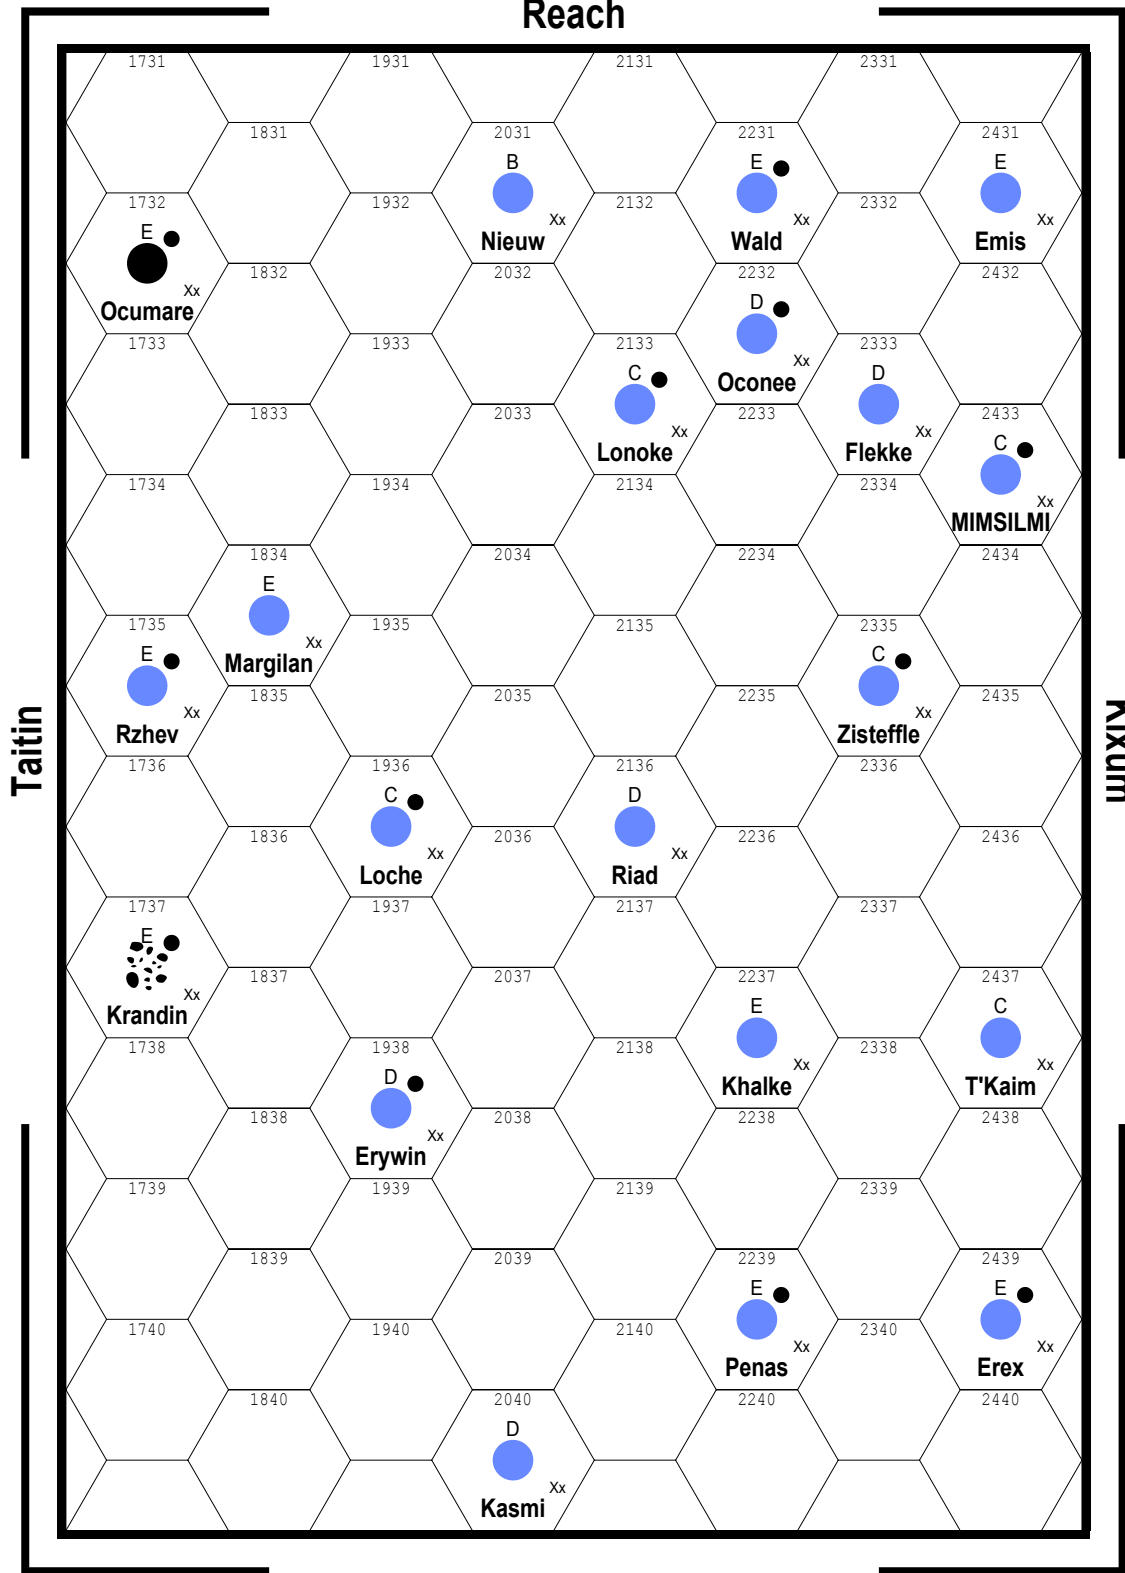 Reach
1731 1931 2131 2331
1831 2031 2231 2431
B E E
Xx Xx Xx
1732 1932 2132 2332
E
Nieuw Wald Emis
1832 2032 2232 2432
Xx
D
Ocumare
1733 1933 2133 2333
Xx
C D
Oconee
1833 2033 2233 2433
Xx Xx
C
Lonoke Flekke
1734 1934 2134 2334
Xx
MIMSILMI
1834 2034 2234 2434
E
1735 1935 2135 2335
Xx
E C
Margilan
1835 2035 2235 2435
Xx Xx
Rzhev Zisteffle
Taitin
Kixum
1736 1936 2136 2336
C D
1836 2036 2236 2436
Xx Xx
Loche Riad
1737 1937 2137 2337
E
1837 2037 2237 2437
Xx
E C
Krandin
1738 1938 2138 2338
Xx Xx
D
Khalke T'Kaim
1838 2038 2238 2438
Xx
Erywin
1739 1939 2139 2339
1839 2039 2239 2439
E E
1740 1940 2140 2340
Xx Xx
Penas Erex
1840 2040 2240 2440
D
Xx
Kasmi